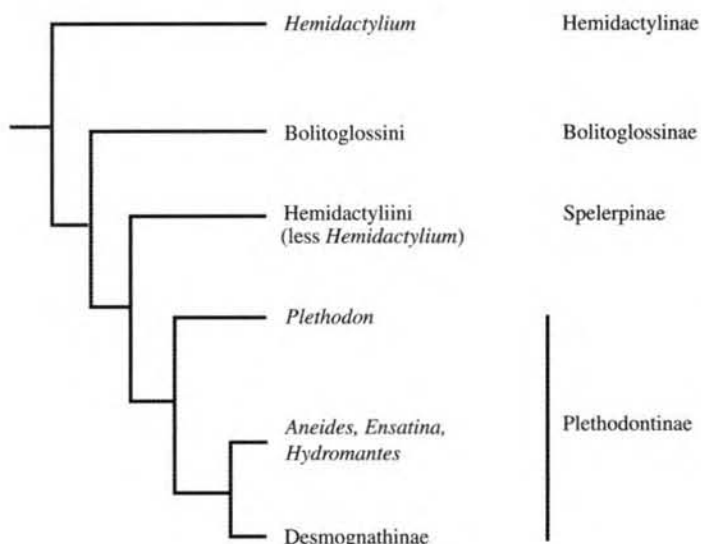 Hemidactylium Hemidactylinae
Bolitoglossini Bolitoglossinae
Hemidactyliini Spelerpinae
(less Hemidactylium)
Plethodon
Aneides, Ensatina, Plethodontinae
Hydromantes
Desmognathinae